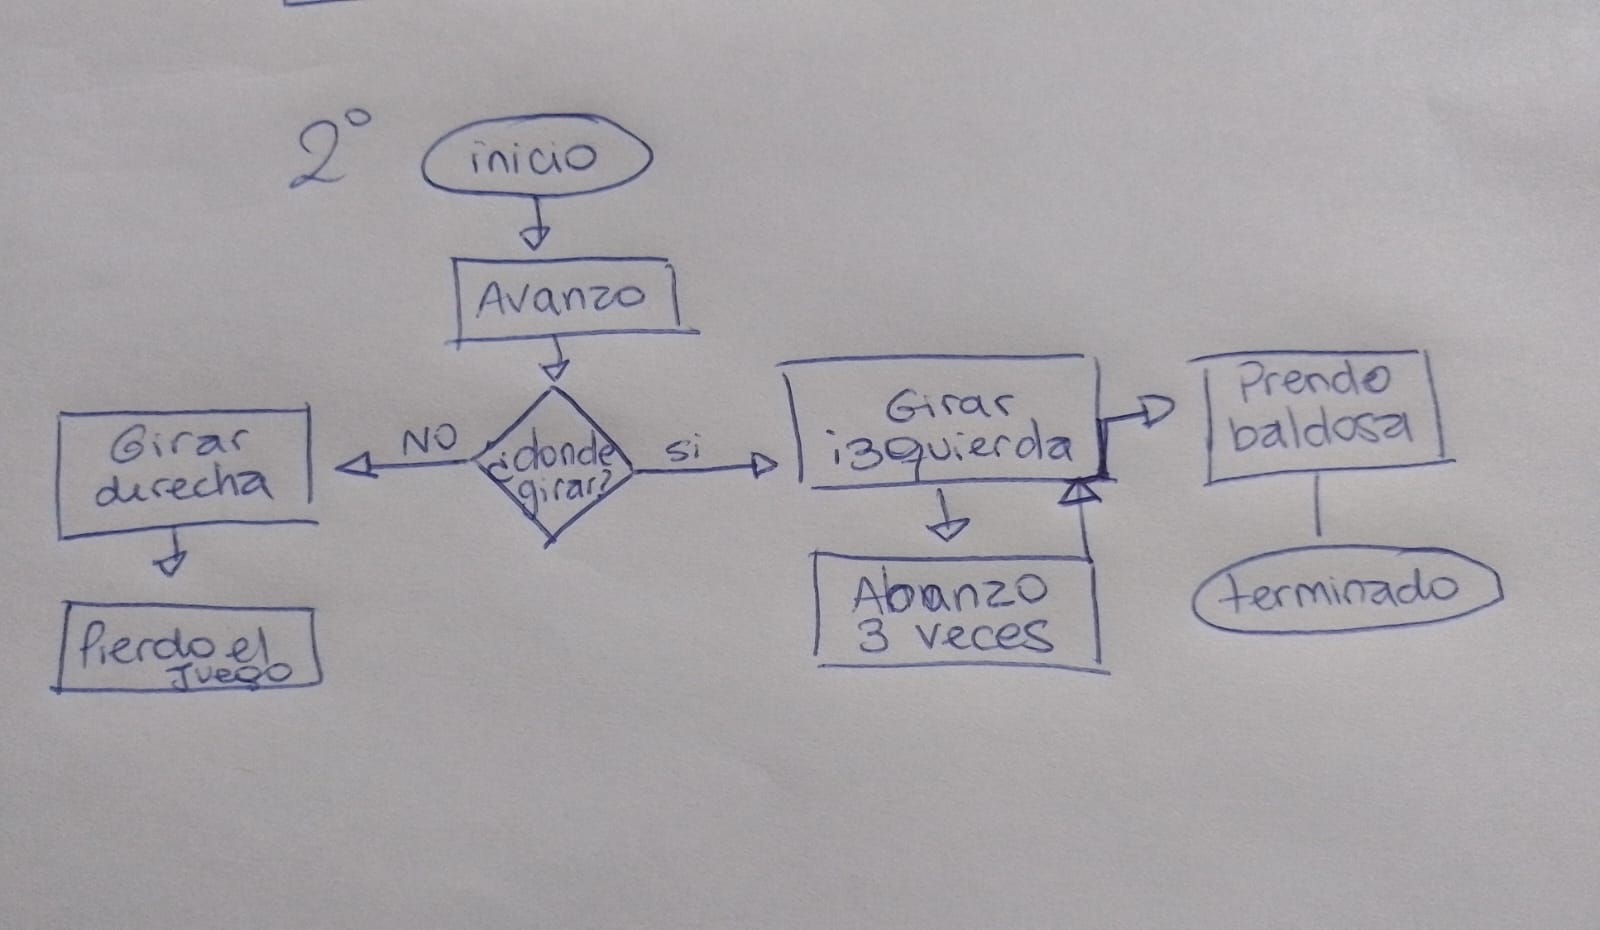 2° inicio
Avanzo
¿donde
girar?
NO
si
Girar
derecha
Pierdo el
Juego
Girar
izquierda
Abanzo
3 veces
Prendo
baldosa
terminado